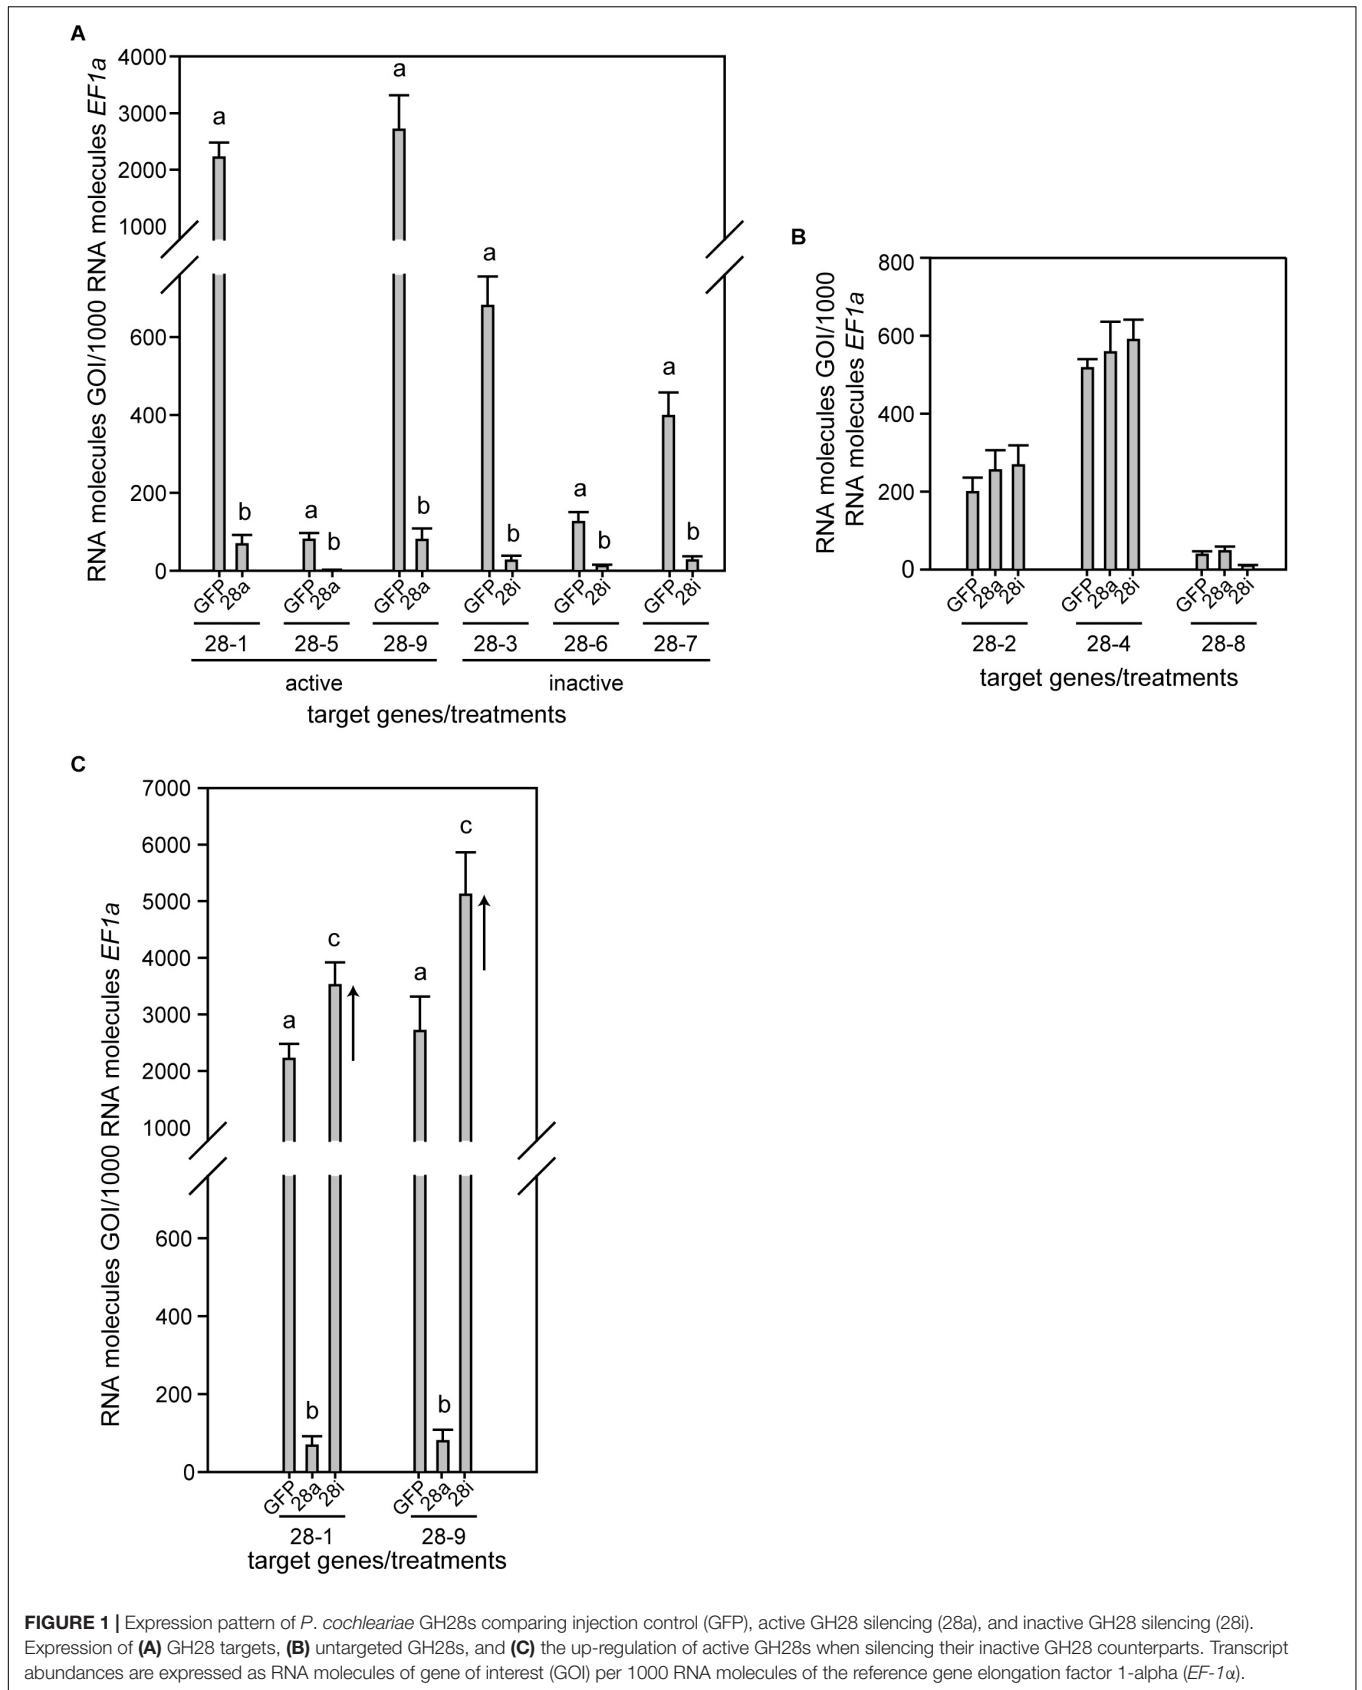 A
RNA molecules GOI/1000 RNA molecules EF1a
4000
3000
2000
1000
600
400
200
0
a
b
a
b
a
b
a
b
a
b
a
b
GFP 28a GFP 28a GFP 28a GFP 28i GFP 28i GFP 28i
28-1 28-5 28-9 28-3 28-6 28-7
active inactive
target genes/treatments
B
RNA molecules GOI/1000
RNA molecules EF1a
800
600
400
200
0
GFP 28a 28i GFP 28a 28i GFP 28a 28i
28-2 28-4 28-8
target genes/treatments
C
RNA molecules GOI/1000 RNA molecules EF1a
7000
6000
5000
4000
3000
2000
1000
600
400
200
0
a
b
c
a
b
c
GFP 28a 28i GFP 28a 28i
28-1 28-9
target genes/treatments
FIGURE 1 | Expression pattern of P. cochleariae GH28s comparing injection control (GFP), active GH28 silencing (28a), and inactive GH28 silencing (28i).
Expression of (A) GH28 targets, (B) untargeted GH28s, and (C) the up-regulation of active GH28s when silencing their inactive GH28 counterparts. Transcript
abundances are expressed as RNA molecules of gene of interest (GOI) per 1000 RNA molecules of the reference gene elongation factor 1-alpha (EF-1α).